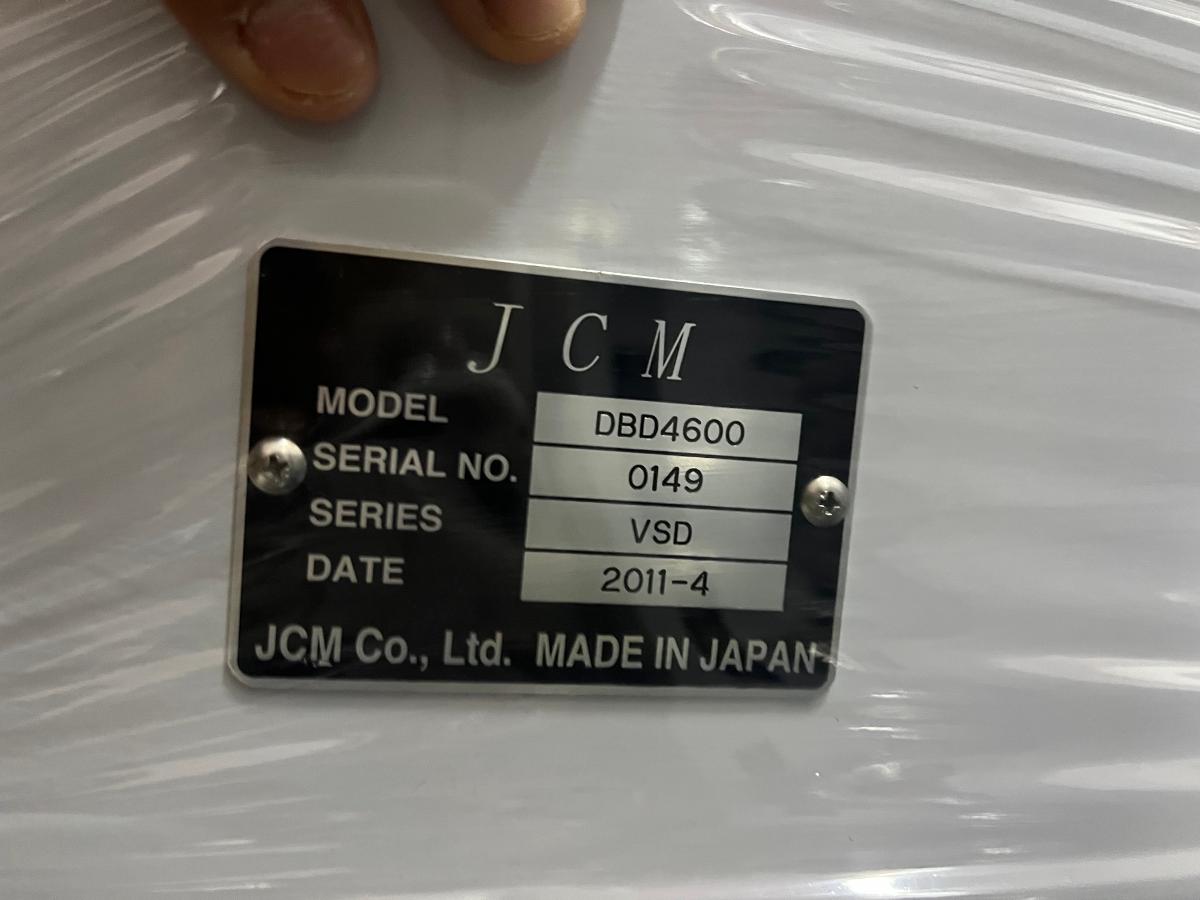 J C M
MODEL DBD4600
SERIAL NO. 0149
SERIES VSD
DATE 2011-4
JCM Co., Ltd. MADE IN JAPAN